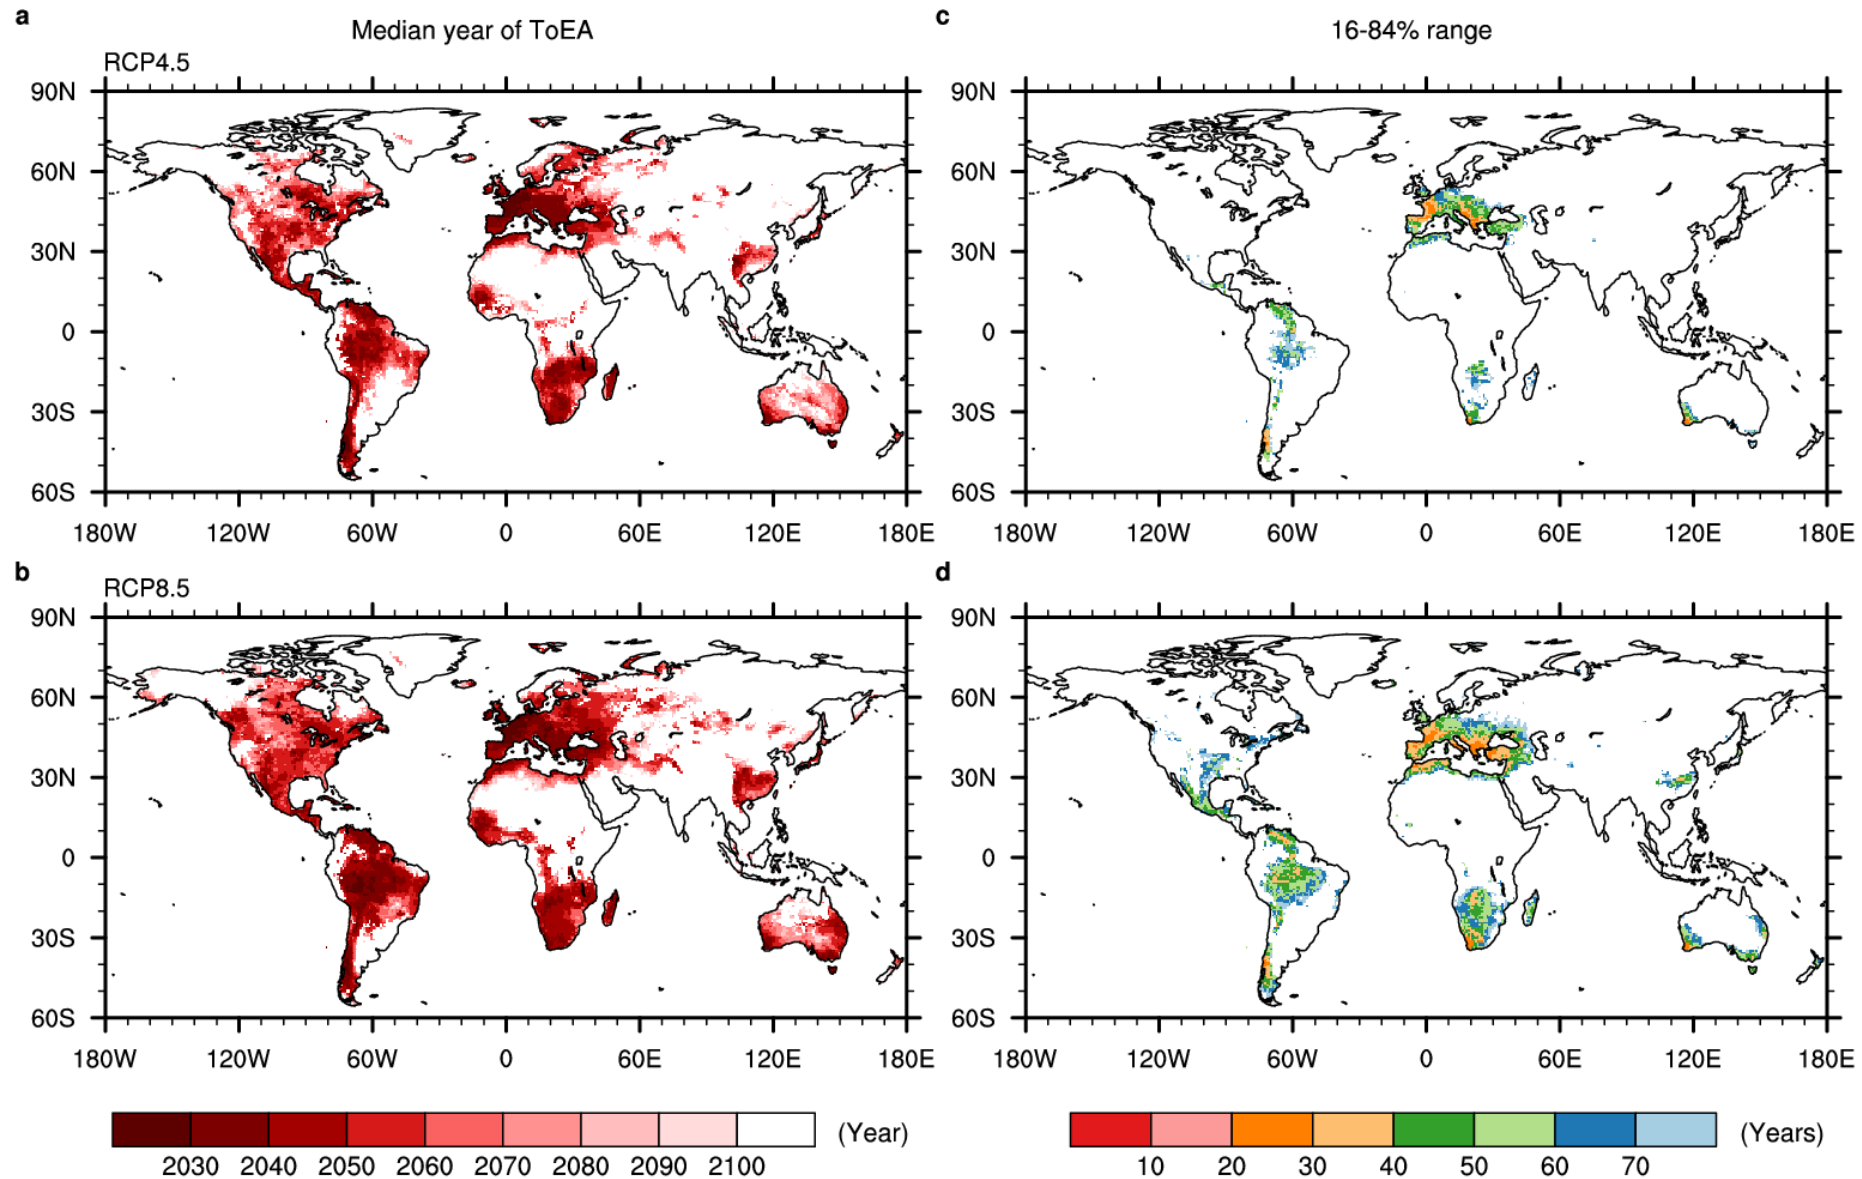 a
Median year of ToEA
RCP4.5
90N
60N
30N
0
30S
60S
180W 120W 60W 0 60E 120E 180E
c
16-84% range
90N
60N
30N
0
30S
60S
180W 120W 60W 0 60E 120E 180E
b
RCP8.5
90N
60N
30N
0
30S
60S
180W 120W 60W 0 60E 120E 180E
d
90N
60N
30N
0
30S
60S
180W 120W 60W 0 60E 120E 180E
(Year)
2030 2040 2050 2060 2070 2080 2090 2100
(Years)
10 20 30 40 50 60 70